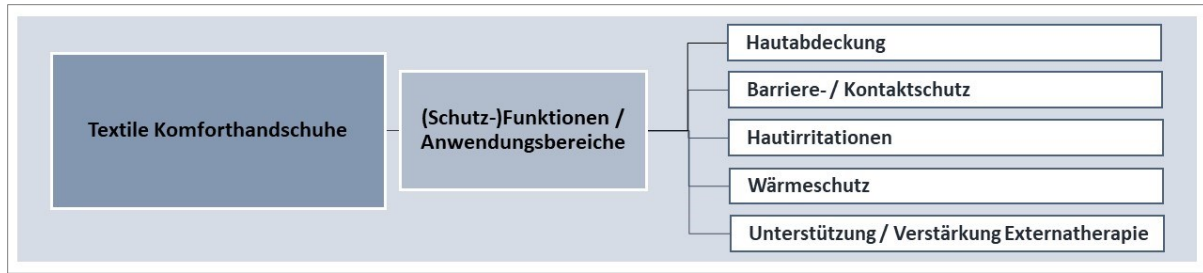 Textile Komforthandschuhe
(Schutz-)Funktionen /
Anwendungsbereiche
Hautabdeckung
Barriere- / Kontaktschutz
Hautirritationen
Wärmeschutz
Unterstützung / Verstärkung Externatherapie